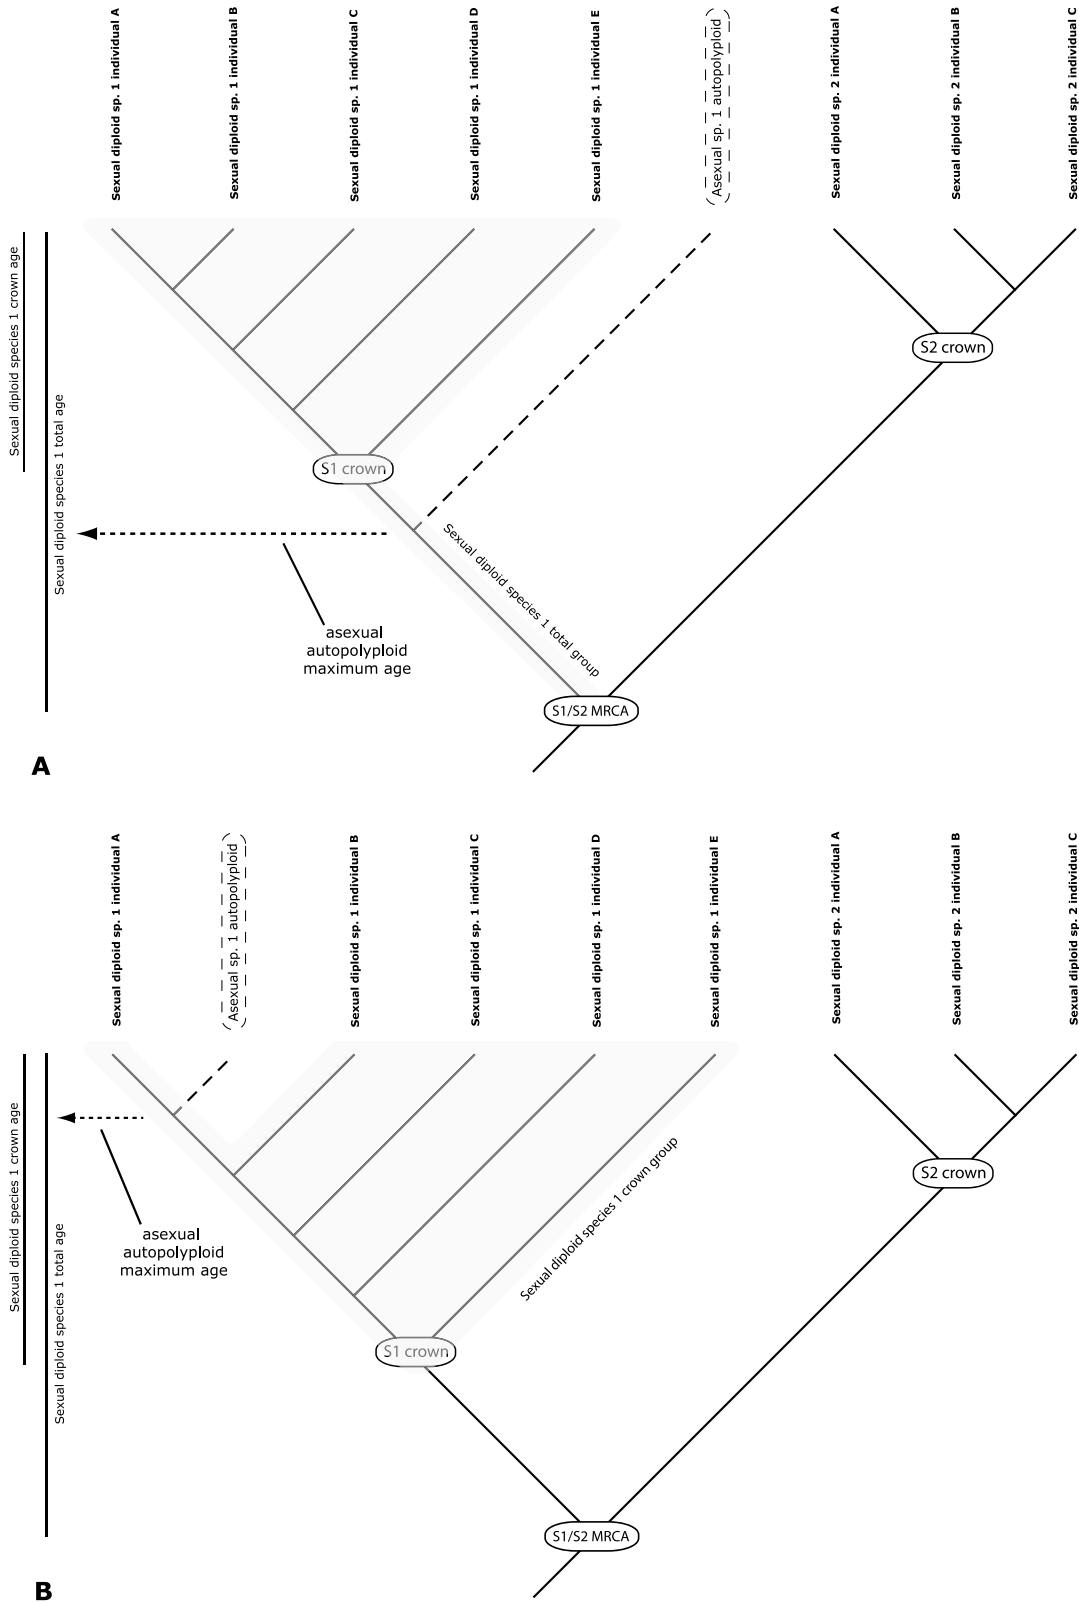 Sexual diploid sp. 1 individual A
Sexual diploid sp. 1 individual B
Sexual diploid sp. 1 individual C
Sexual diploid sp. 1 individual D
Sexual diploid sp. 1 individual E
Asexual sp. 1 autopolyploid
Sexual diploid sp. 2 individual A
Sexual diploid sp. 2 individual B
Sexual diploid sp. 2 individual C
Sexual diploid species 1 crown age
Sexual diploid species 1 total age
S2 crown
S1 crown
Sexual diploid species 1 total group
asexual
autopolyploid
maximum age
S1/S2 MRCA
A
Sexual diploid sp. 1 individual A
Asexual sp. 1 autopolyploid
Sexual diploid sp. 1 individual B
Sexual diploid sp. 1 individual C
Sexual diploid sp. 1 individual D
Sexual diploid sp. 1 individual E
Sexual diploid sp. 2 individual A
Sexual diploid sp. 2 individual B
Sexual diploid sp. 2 individual C
Sexual diploid species 1 crown age
Sexual diploid species 1 total age
S2 crown
Sexual diploid species 1 crown group
asexual
autopolyploid
maximum age
S1 crown
S1/S2 MRCA
B